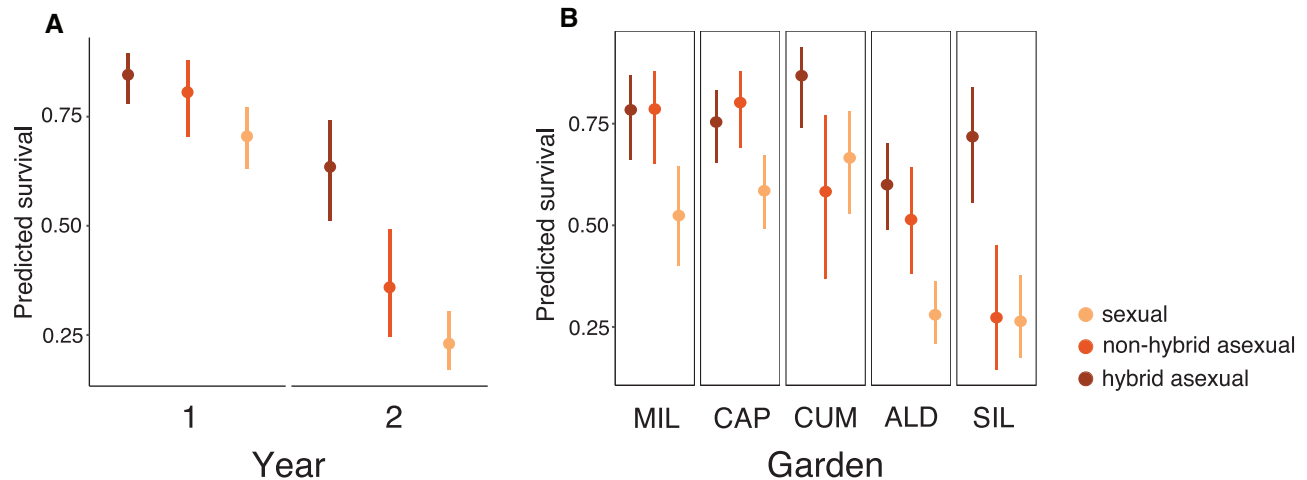 A
Predicted survival
0.75
0.50
0.25
1 2
Year
B
Predicted survival
0.75
0.50
0.25
MIL CAP CUM ALD SIL
Garden
sexual
non-hybrid asexual
hybrid asexual